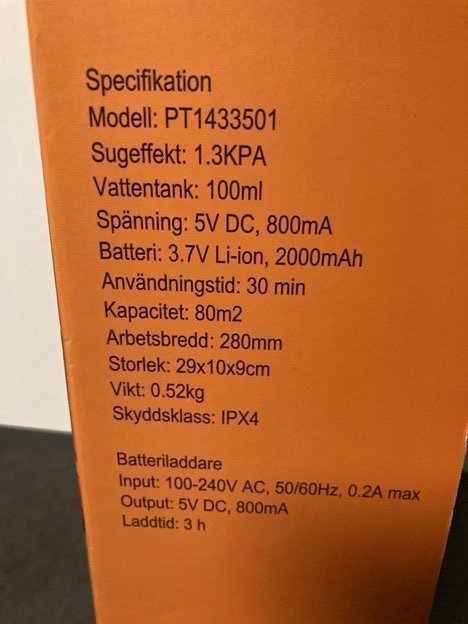 Specifikation
Modell: PT1433501
Sugeffekt: 1.3KPA
Vattentank: 100ml
Spänning: 5V DC, 800mA
Batteri: 3.7V Li-ion, 2000mAh
Användningstid: 30 min
Kapacitet: 80m2
Arbetsbredd: 280mm
Storlek: 29x10x9cm
Vikt: 0.52kg
Skyddsklass: IPX4
Batteriladdare
Input: 100-240V AC, 50/60Hz, 0.2A max
Output: 5V DC, 800mA
Laddtid: 3 h